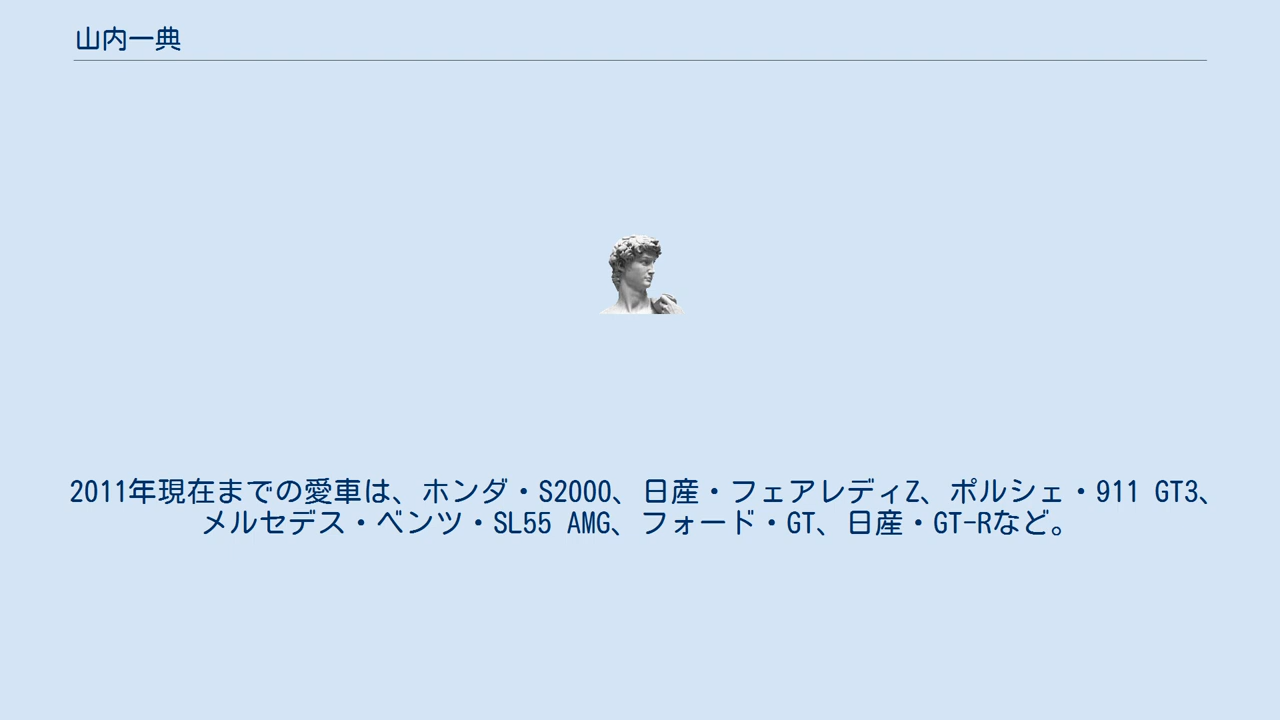 山内一典
2011年現在までの愛車は、ホンダ・S2000、日産・フェアレディZ、ポルシェ・911 GT3、
メルセデス・ベンツ・SL55 AMG、フォード・GT、日産・GT-Rなど。